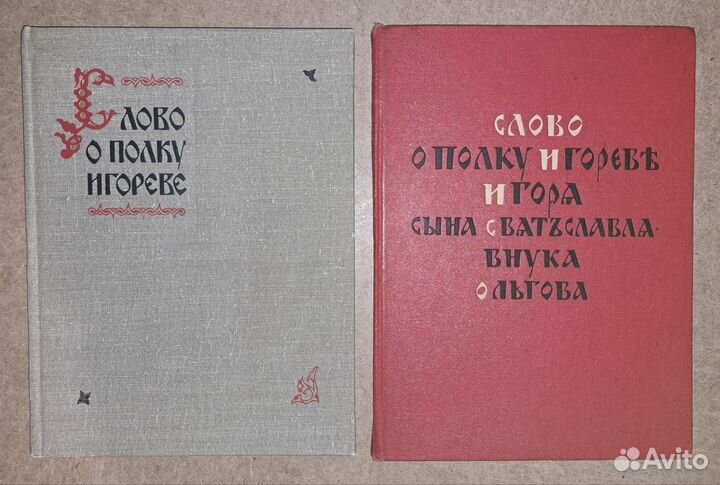 СЛОВО
О ПОЛКУ
ИГОРЕВЕ
СЛОВО
О ПОЛКУ ИГОРЕВѢ
ИГОРЯ
СЫНА СВЯТЪСЛАВЛЯ
ВНУКА
ОЛЬГОВА
Avito